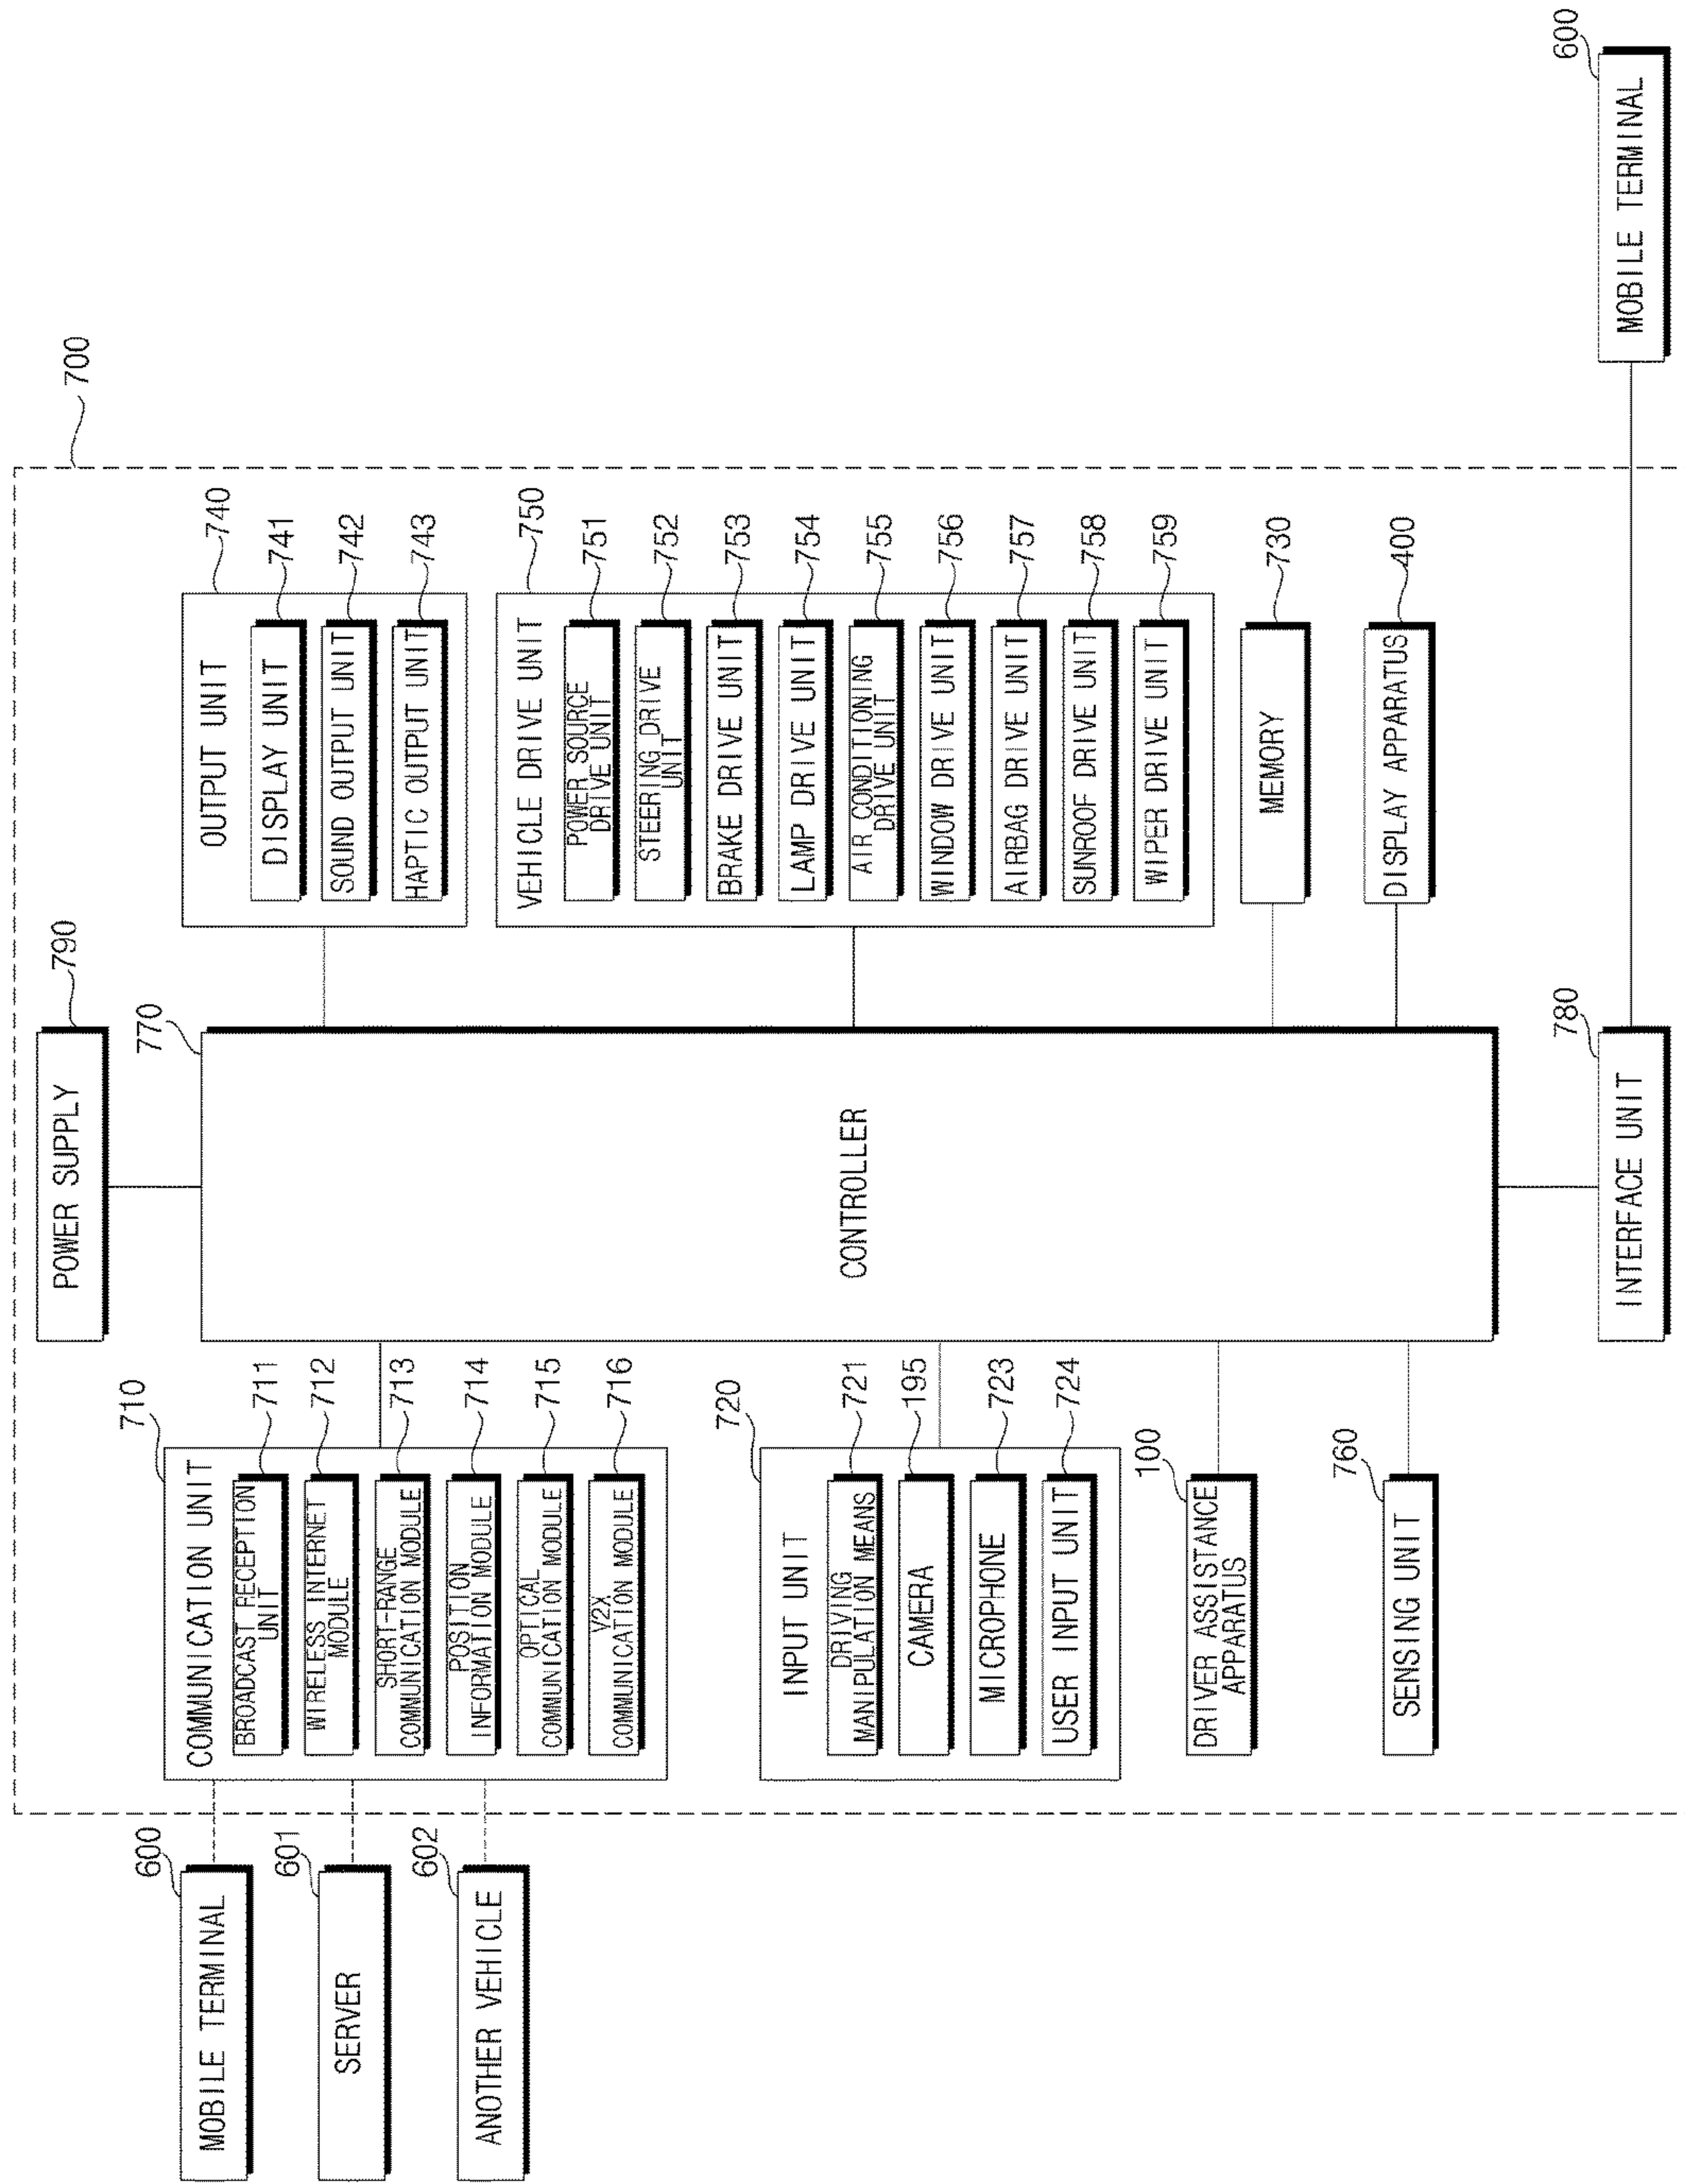 700
POWER SUPPLY
790
MOBILE TERMINAL
600
SERVER
601
ANOTHER VEHICLE
602
COMMUNICATION UNIT
710
BROADCAST RECEPTION
UNIT
711
WIRELESS INTERNET
MODULE
712
SHORT-RANGE
COMMUNICATION MODULE
713
POSITION
INFORMATION MODULE
714
OPTICAL
COMMUNICATION MODULE
715
V2X
COMMUNICATION MODULE
716
INPUT UNIT
720
DRIVING
MANIPULATION MEANS
721
CAMERA
195
MICROPHONE
723
USER INPUT UNIT
724
DRIVER ASSISTANCE
APPARATUS
100
SENSING UNIT
760
CONTROLLER
770
OUTPUT UNIT
740
DISPLAY UNIT
741
SOUND OUTPUT UNIT
742
HAPTIC OUTPUT UNIT
743
VEHICLE DRIVE UNIT
750
POWER SOURCE
DRIVE UNIT
751
STEERING DRIVE
UNIT
752
BRAKE DRIVE UNIT
753
LAMP DRIVE UNIT
754
AIR CONDITIONING
DRIVE UNIT
755
WINDOW DRIVE UNIT
756
AIRBAG DRIVE UNIT
757
SUNROOF DRIVE UNIT
758
WIPER DRIVE UNIT
759
MEMORY
730
DISPLAY APPARATUS
400
INTERFACE UNIT
780
MOBILE TERMINAL
600